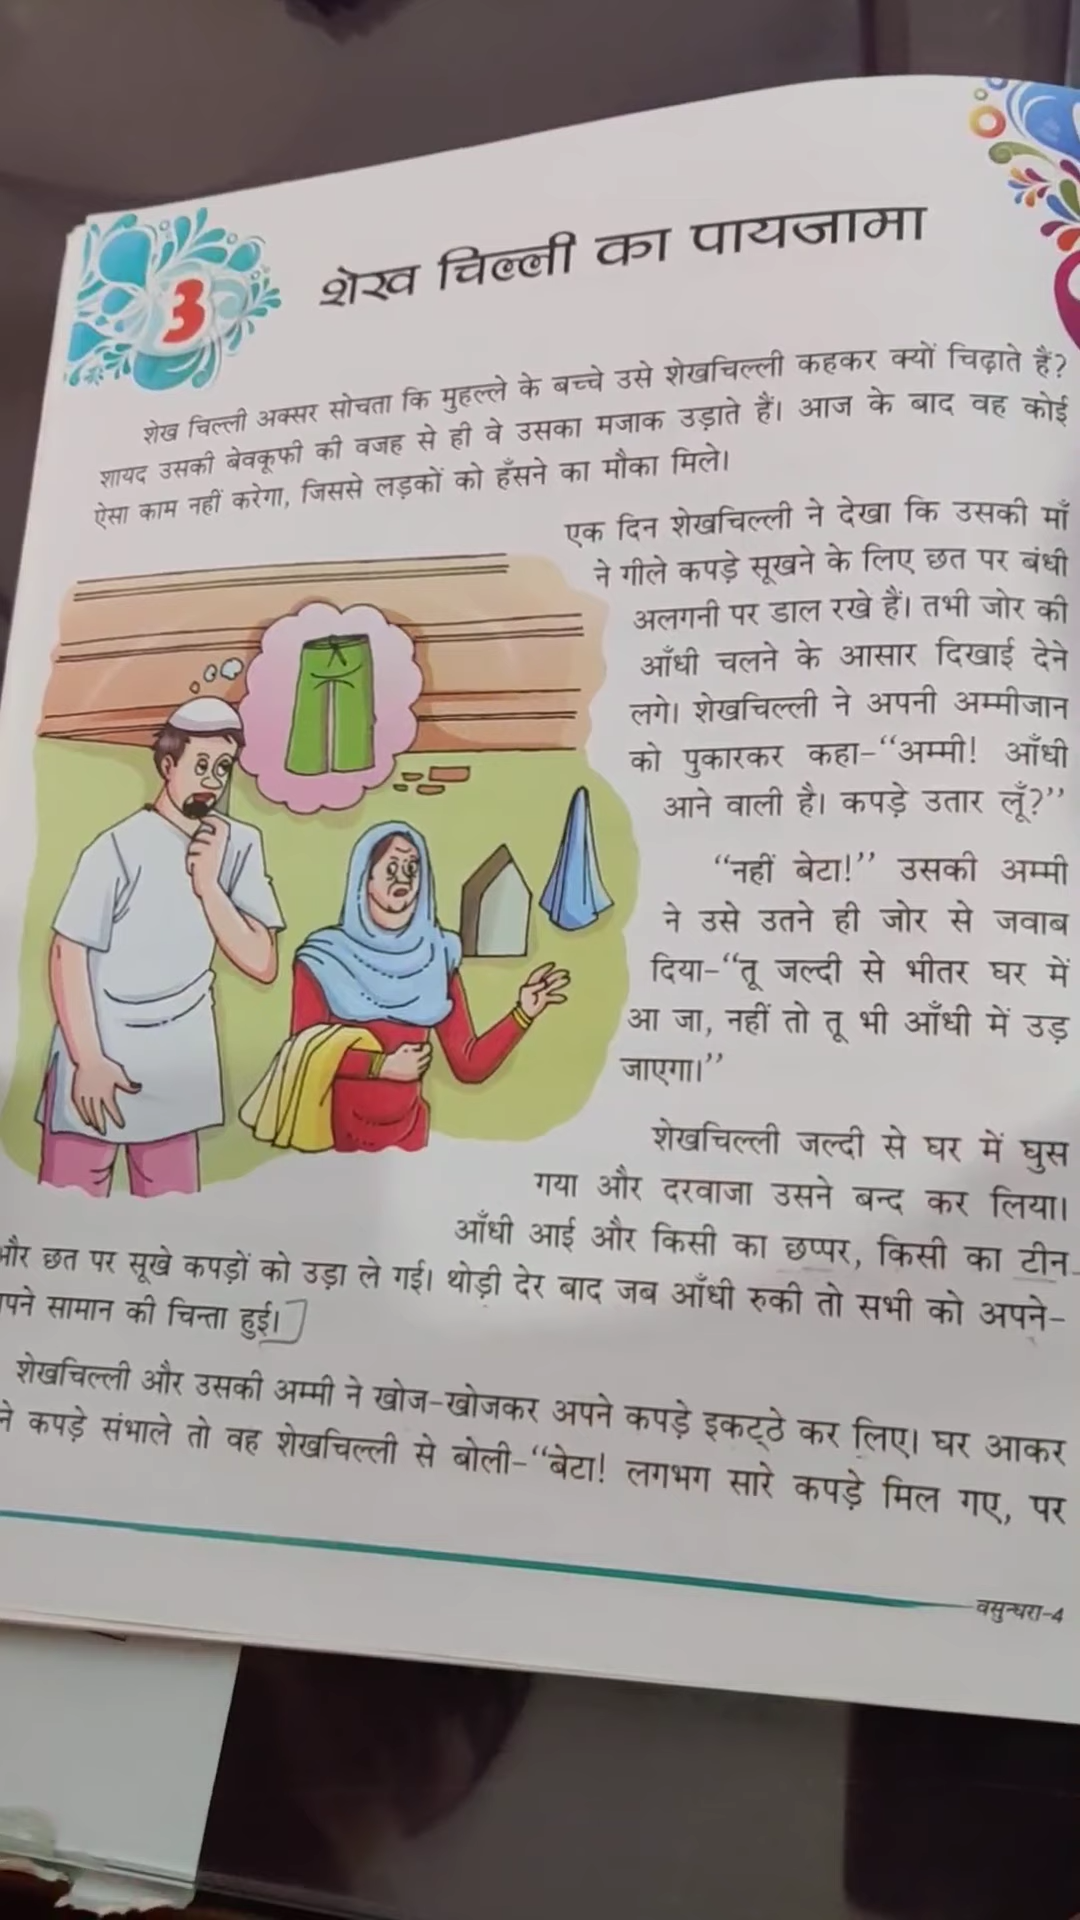 3
शेख चिल्ली का पायजामा
शेख चिल्ली अक्सर सोचता कि मुहल्ले के बच्चे उसे शेखचिल्ली कहकर क्यों चिढ़ाते हैं?
शायद उसकी बेवकूफी की वजह से ही वे उसका मजाक उड़ाते हैं। आज के बाद वह कोई
ऐसा काम नहीं करेगा, जिससे लड़कों को हँसने का मौका मिले।
एक दिन शेखचिल्ली ने देखा कि उसकी माँ
ने गीले कपड़े सूखने के लिए छत पर बंधी
अलगनी पर डाल रखे हैं। तभी जोर की
आँधी चलने के आसार दिखाई देने
लगे। शेखचिल्ली ने अपनी अम्मीजान
को पुकारकर कहा-“अम्मी! आँधी
आने वाली है। कपड़े उतार लूँ?”
“नहीं बेटा!” उसकी अम्मी
ने उसे उतने ही जोर से जवाब
दिया-“तू जल्दी से भीतर घर में
आ जा, नहीं तो तू भी आँधी में उड़
जाएगा।”
शेखचिल्ली जल्दी से घर में घुस
गया और दरवाजा उसने बन्द कर लिया।
आँधी आई और किसी का छप्पर, किसी का टीन
छत पर सूखे कपड़ों को उड़ा ले गई। थोड़ी देर बाद जब आँधी रुकी तो सभी को अपने-
सामान की चिन्ता हुई।
शेखचिल्ली और उसकी अम्मी ने खोज-खोजकर अपने कपड़े इकट्ठे कर लिए। घर आकर
ने कपड़े संभाले तो वह शेखचिल्ली से बोली-“बेटा! लगभग सारे कपड़े मिल गए, पर
वसुन्धरा-4